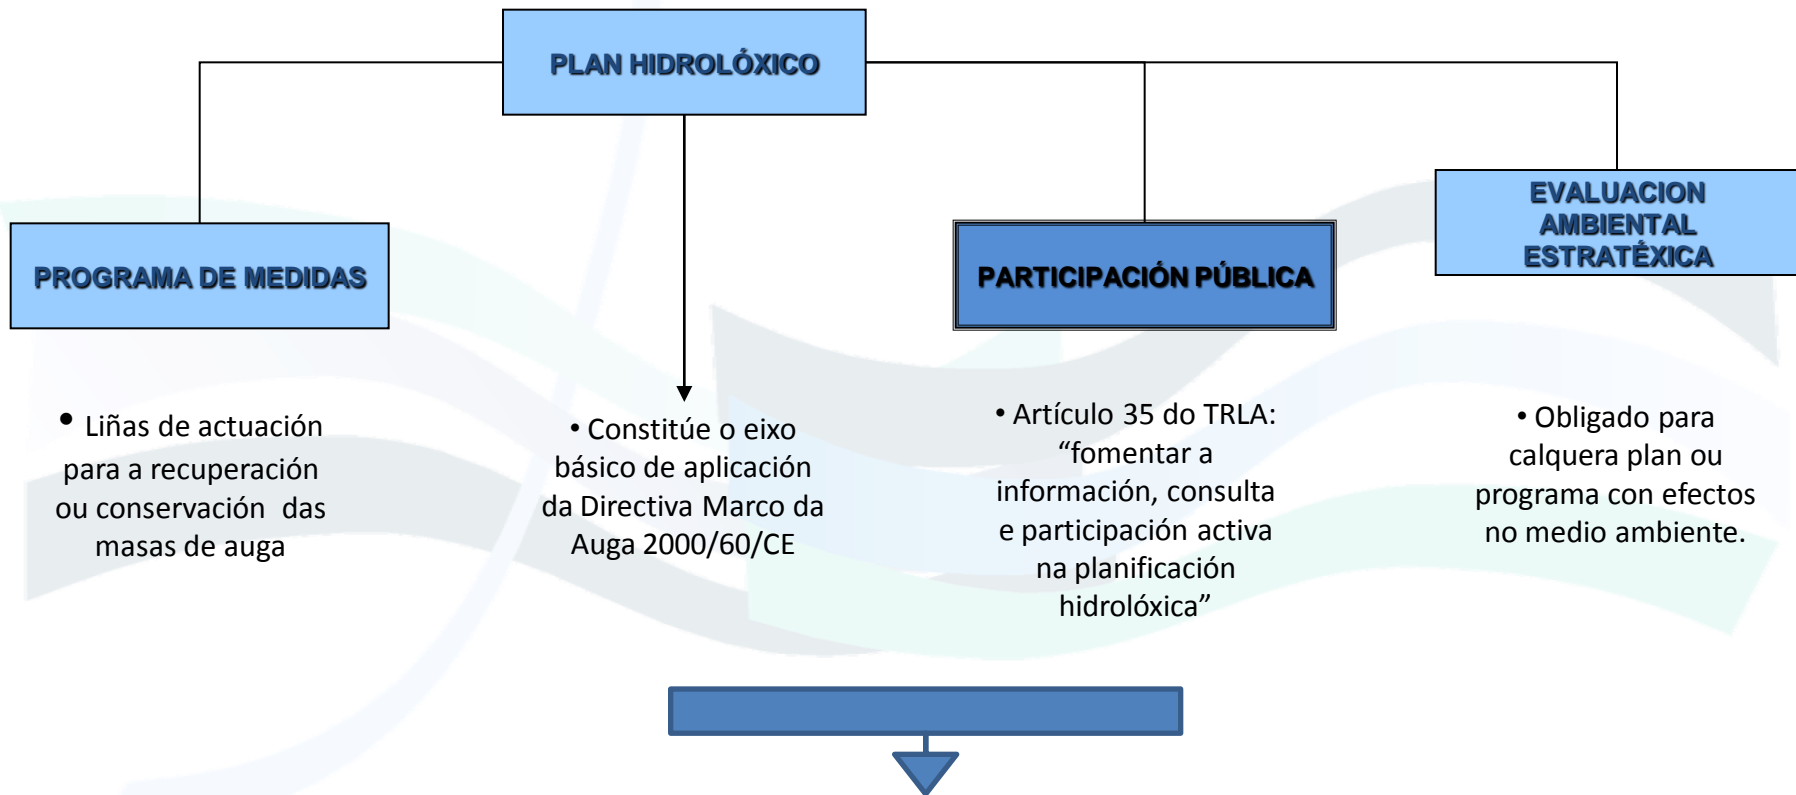 PLAN HIDROLÓXICO
PROGRAMA DE MEDIDAS
PARTICIPACIÓN PÚBLICA
EVALUACION
AMBIENTAL
ESTRATÉXICA
• Liñas de actuación
para a recuperación
ou conservación das
masas de auga
• Constitúe o eixo
básico de aplicación
da Directiva Marco da
Auga 2000/60/CE
• Artículo 35 do TRLA:
“fomentar a
información, consulta
e participación activa
na planificación
hidrolóxica”
• Obligado para
calquera plan ou
programa con efectos
no medio ambiente.